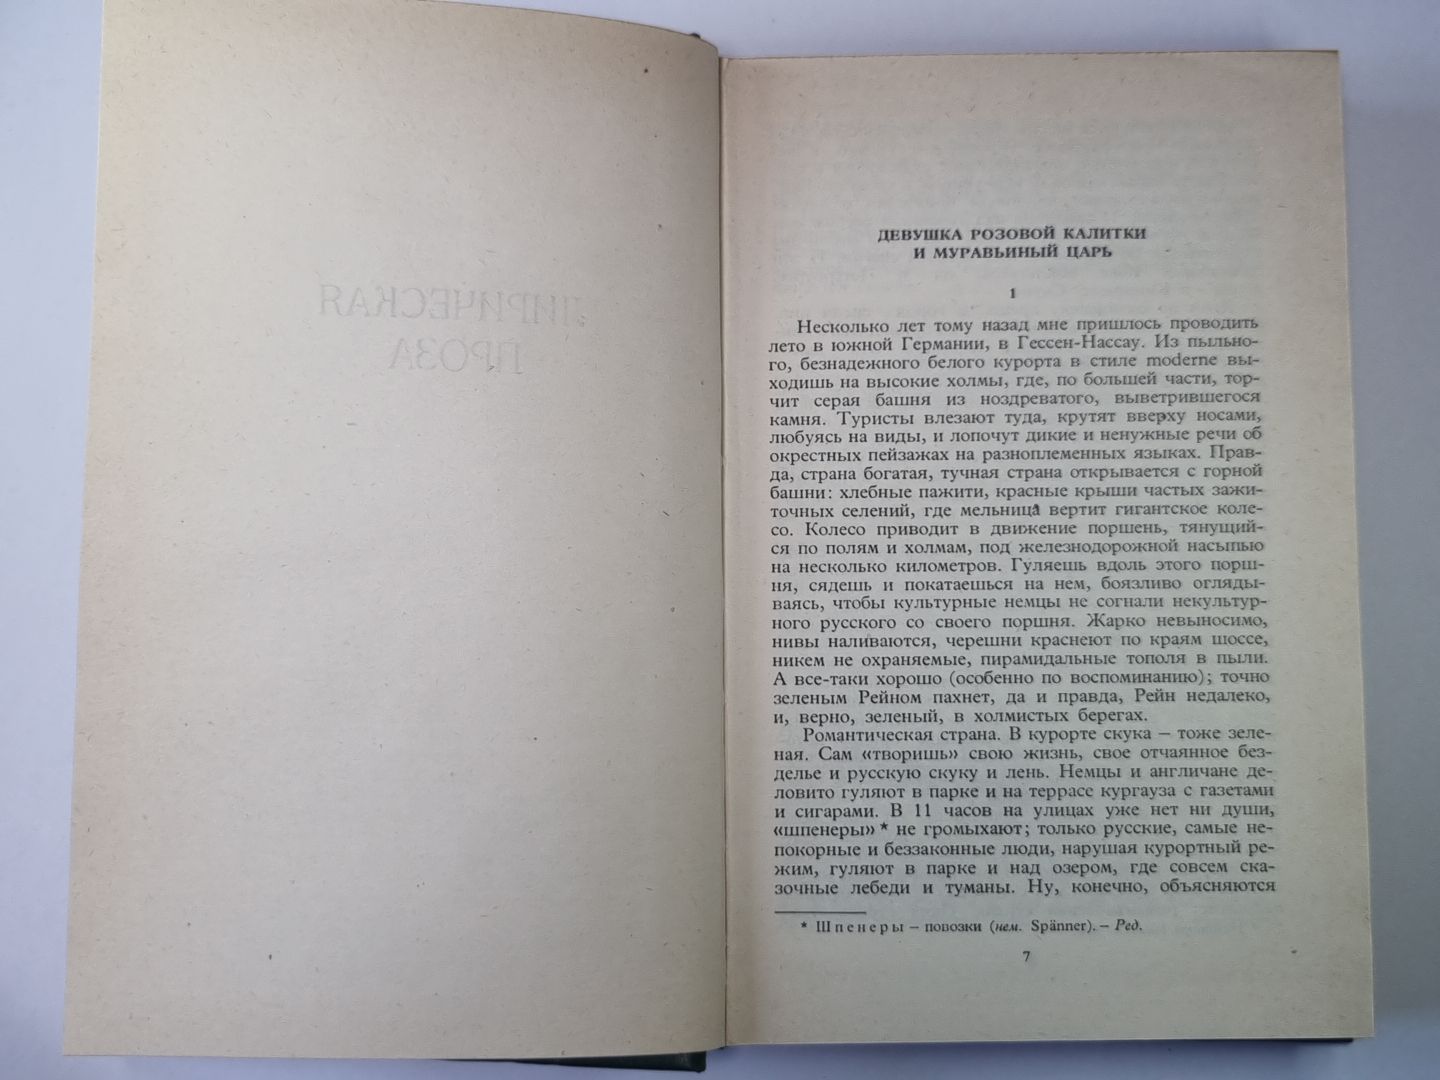 ЛИРИЧЕСКАЯ
ПРОЗА
ДЕВУШКА РОЗОВОЙ КАЛИТКИ
И МУРАВЬИНЫЙ ЦАРЬ
1
Несколько лет тому назад мне пришлось проводить
лето в южной Германии, в Гессен-Нассау. Из пыльно-
го, безнадежного белого курорта в стиле moderne вы-
ходишь на высокие холмы, где, по большей части, тор-
чит серая башня из ноздреватого, выветрившегося
камня. Туристы влезают туда, крутят вверху носами,
любуясь на виды, и лопочут дикие и ненужные речи об
окрестных пейзажах на разноплеменных языках. Прав-
да, страна богатая, тучная страна открывается с горной
башни: хлебные пажити, красные крыши частых зажи-
точных селений, где мельница вертит гигантское коле-
со. Колесо приводит в движение поршень, тянущий-
ся по полям и холмам, под железнодорожной насыпью
на несколько километров. Гуляешь вдоль этого порш-
ня, сядешь и покатаешься на нем, боязливо огляды-
ваясь, чтобы культурные немцы не согнали некультур-
ного русского со своего поршня. Жарко невыносимо,
нивы наливаются, черешни краснеют по краям шоссе,
никем не охраняемые, пирамидальные тополя в пыли.
А все-таки хорошо (особенно по воспоминанию); точно
зеленым Рейном пахнет, да и правда, Рейн недалеко,
и, верно, зеленый, в холмистых берегах.
Романтическая страна. В курорте скука – тоже зеле-
ная. Сам «творишь» свою жизнь, свое отчаянное без-
делье и русскую скуку и лень. Немцы и англичане де-
ловито гуляют в парке и на террасе кургауза с газетами
и сигарами. В 11 часов на улицах уже нет ни души,
«шпенеры» * не громыхают; только русские, самые не-
покорные и беззаконные люди, нарушая курортный ре-
жим, гуляют в парке и над озером, где совсем ска-
зочные лебеди и туманы. Ну, конечно, объясняются
* Шпенеры – повозки (нем. Spänner). – Ред.
7